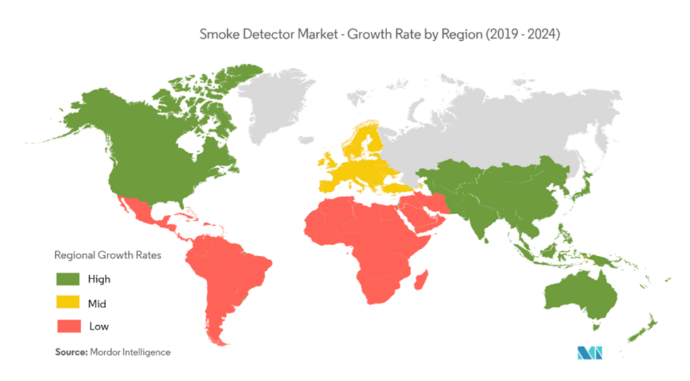 Smoke Detector Market - Growth Rate by Region (2019 - 2024)
Regional Growth Rates
High
Mid
Low
Source: Mordor Intelligence